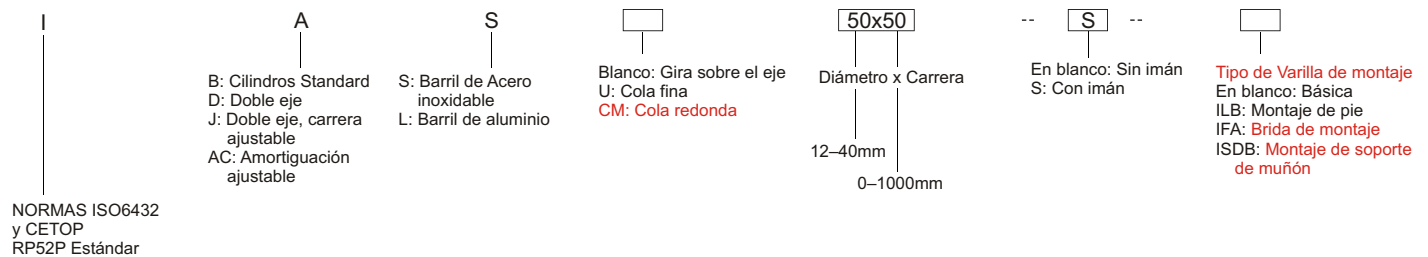 I
A
S
50x50
-- S --
B: Cilindros Standard
D: Doble eje
J: Doble eje, carrera
ajustable
AC: Amortiguación
ajustable
S: Barril de Acero
inoxidable
L: Barril de aluminio
Blanco: Gira sobre el eje
U: Cola fina
CM: Cola redonda
Diámetro x Carrera
12–40mm
0–1000mm
En blanco: Sin imán
S: Con imán
Tipo de Varilla de montaje
En blanco: Básica
ILB: Montaje de pie
IFA: Brida de montaje
ISDB: Montaje de soporte
de muñón
NORMAS ISO6432
y CETOP
RP52P Estándar